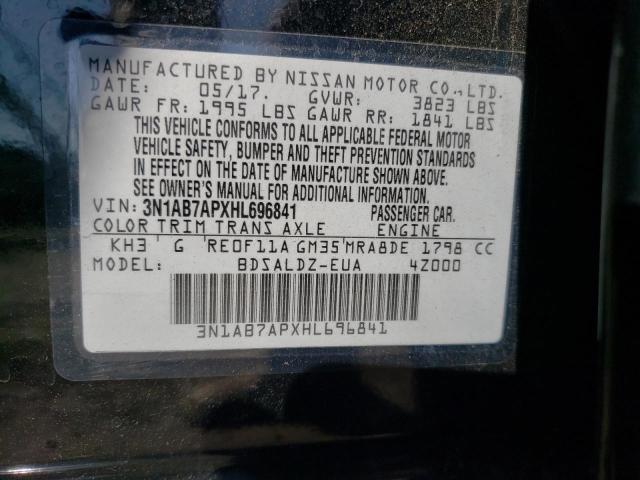 MANUFACTURED BY NISSAN MOTOR CO.,LTD.
DATE: 05/17. GVWR: 3823 LBS
GAWR FR: 1995 LBS GAWR RR: 1841 LBS
THIS VEHICLE CONFORMS TO ALL APPLICABLE FEDERAL MOTOR
VEHICLE SAFETY, BUMPER AND THEFT PREVENTION STANDARDS
IN EFFECT ON THE DATE OF MANUFACTURE SHOWN ABOVE.
SEE OWNER'S MANUAL FOR ADDITIONAL INFORMATION.
VIN: 3N1AB7APXHL696841 PASSENGER CAR.
COLOR TRIM TRANS AXLE ENGINE
KH3 G RE0F11A GM35 MRA8DE 1798 CC
MODEL: BDSALDZ-EUA 4Z000
3N1AB7APXHL696841